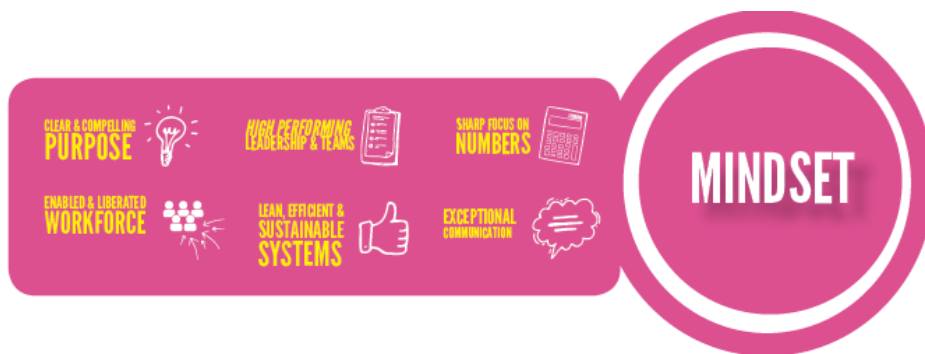 CLEAR & COMPELLING
PURPOSE
HIGH PERFORMING
LEADERSHIP & TEAMS
SHARP FOCUS ON
NUMBERS
ENABLED & LIBERATED
WORKFORCE
LEAN, EFFICIENT &
SUSTAINABLE
SYSTEMS
EXCEPTIONAL
COMMUNICATION
MINDSET